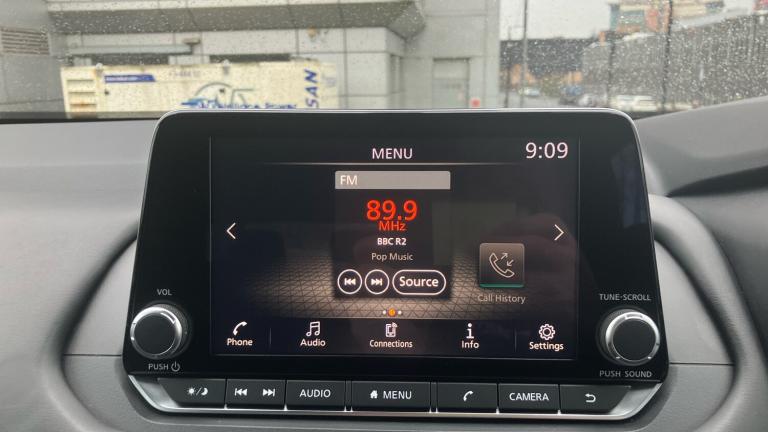 NISSAN
MENU
9:09
FM
89.9
MHz
BBC R2
Pop Music
Source
Call History
Phone
Audio
Connections
Info
Settings
VOL
PUSH
TUNE·SCROLL
PUSH SOUND
AUDIO
MENU
CAMERA